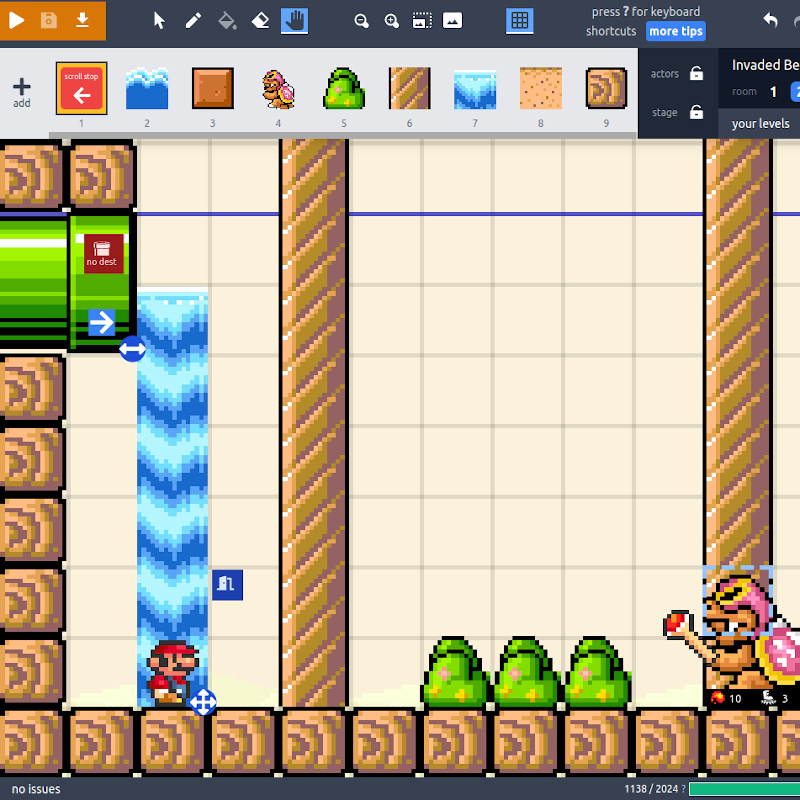 press ? for keyboard
shortcuts more tips
add
scroll stop
1
2
3
4
5
6
7
8
9
actors
stage
Invaded Be
room 1 2
your levels
no dest
10 3
no issues
1138 / 2024 ?